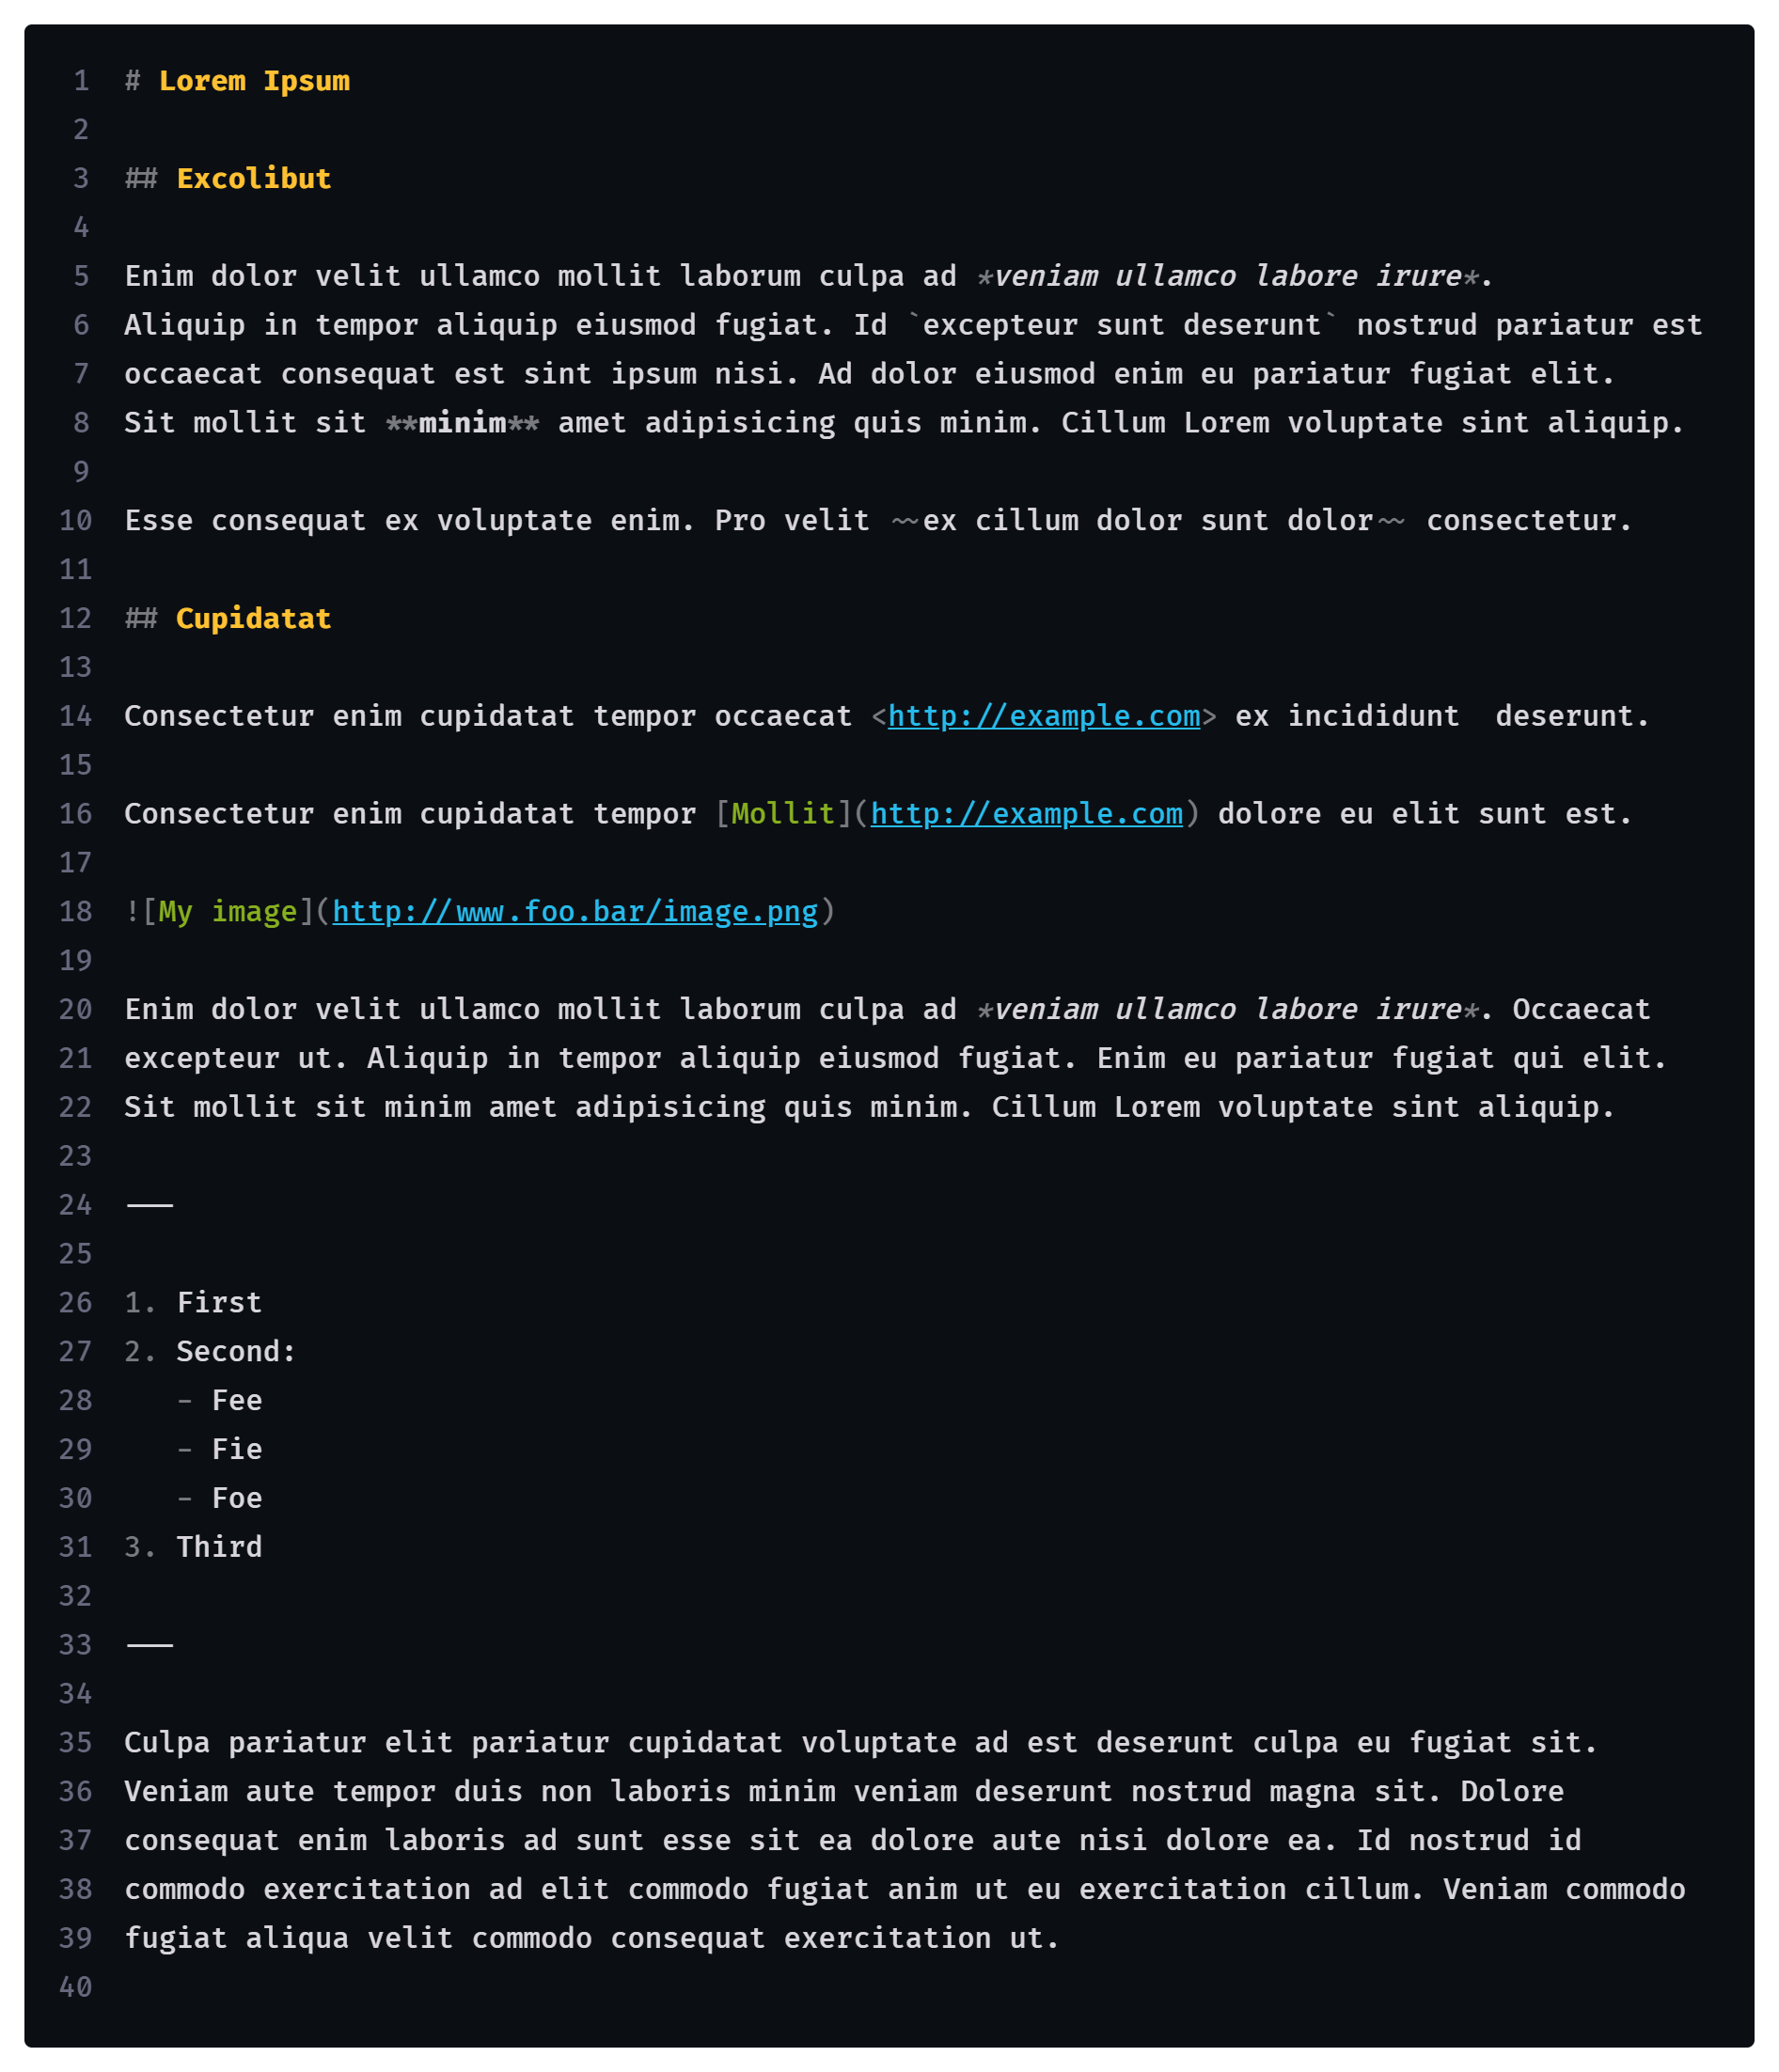 1 # Lorem Ipsum
2
3 ## Excolibut
4
5 Enim dolor velit ullamco mollit laborum culpa ad *veniam ullamco labore irure*.
6 Aliquip in tempor aliquip eiusmod fugiat. Id `excepteur sunt deserunt` nostrud pariatur est
7 occaecat consequat est sint ipsum nisi. Ad dolor eiusmod enim eu pariatur fugiat elit.
8 Sit mollit sit **minim** amet adipisicing quis minim. Cillum Lorem voluptate sint aliquip.
9
10 Esse consequat ex voluptate enim. Pro velit ~~ex cillum dolor sunt dolor~~ consectetur.
11
12 ## Cupidatat
13
14 Consectetur enim cupidatat tempor occaecat <http://example.com> ex incididunt  deserunt.
15
16 Consectetur enim cupidatat tempor [Mollit](http://example.com) dolore eu elit sunt est.
17
18 ![My image](http://www.foo.bar/image.png)
19
20 Enim dolor velit ullamco mollit laborum culpa ad *veniam ullamco labore irure*. Occaecat
21 excepteur ut. Aliquip in tempor aliquip eiusmod fugiat. Enim eu pariatur fugiat qui elit.
22 Sit mollit sit minim amet adipisicing quis minim. Cillum Lorem voluptate sint aliquip.
23
24 ---
25
26 1. First
27 2. Second:
28    - Fee
29    - Fie
30    - Foe
31 3. Third
32
33 ---
34
35 Culpa pariatur elit pariatur cupidatat voluptate ad est deserunt culpa eu fugiat sit.
36 Veniam aute tempor duis non laboris minim veniam deserunt nostrud magna sit. Dolore
37 consequat enim laboris ad sunt esse sit ea dolore aute nisi dolore ea. Id nostrud id
38 commodo exercitation ad elit commodo fugiat anim ut eu exercitation cillum. Veniam commodo
39 fugiat aliqua velit commodo consequat exercitation ut.
40